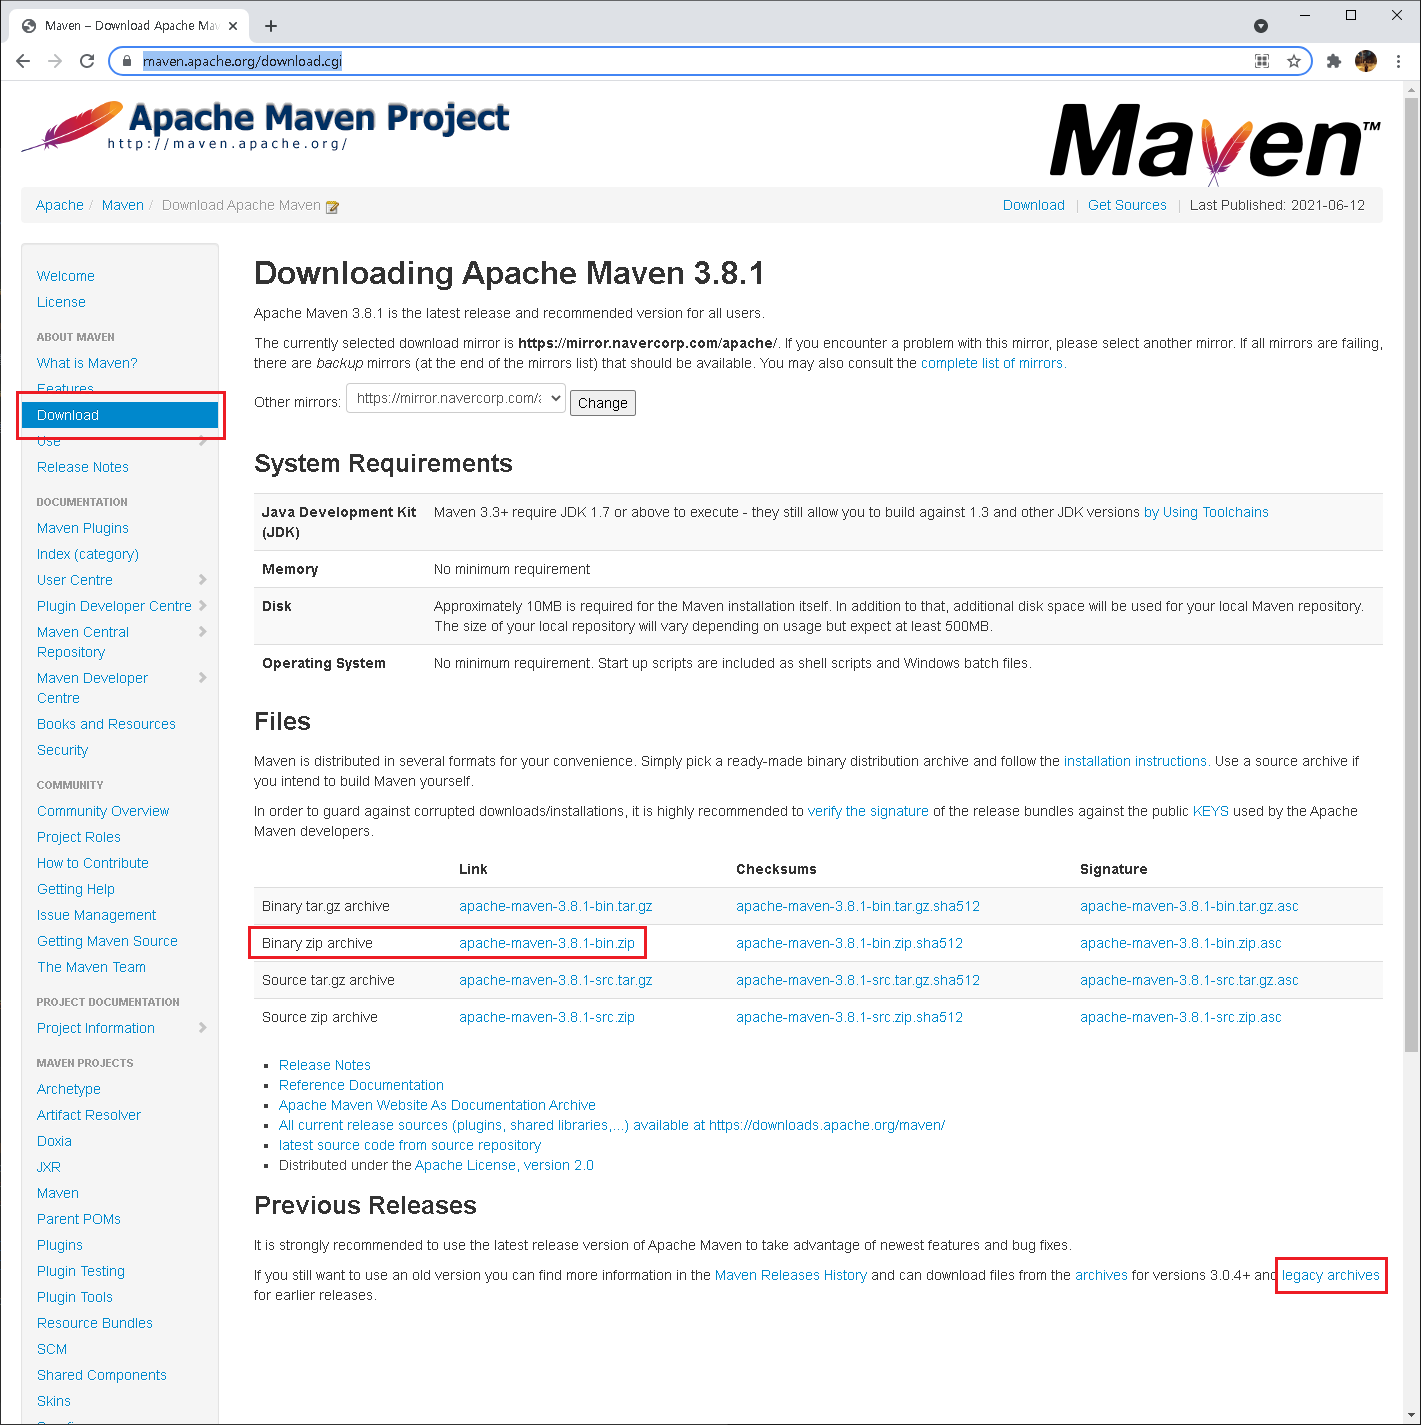 Maven – Download Apache Mav
maven.apache.org/download.cgi
Apache Maven Project
http://maven.apache.org/
Maven™
Apache / Maven / Download Apache Maven
Download | Get Sources | Last Published: 2021-06-12
Welcome
License
ABOUT MAVEN
What is Maven?
Features
Download
Use
Release Notes
DOCUMENTATION
Maven Plugins
Index (category)
User Centre
Plugin Developer Centre
Maven Central
Repository
Maven Developer
Centre
Books and Resources
Security
COMMUNITY
Community Overview
Project Roles
How to Contribute
Getting Help
Issue Management
Getting Maven Source
The Maven Team
PROJECT DOCUMENTATION
Project Information
MAVEN PROJECTS
Archetype
Artifact Resolver
Doxia
JXR
Maven
Parent POMs
Plugins
Plugin Testing
Plugin Tools
Resource Bundles
SCM
Shared Components
Skins
Downloading Apache Maven 3.8.1
Apache Maven 3.8.1 is the latest release and recommended version for all users.
The currently selected download mirror is https://mirror.navercorp.com/apache/. If you encounter a problem with this mirror, please select another mirror. If all mirrors are failing,
there are backup mirrors (at the end of the mirrors list) that should be available. You may also consult the complete list of mirrors.
Other mirrors: https://mirror.navercorp.com/a Change
System Requirements
Java Development Kit Maven 3.3+ require JDK 1.7 or above to execute - they still allow you to build against 1.3 and other JDK versions by Using Toolchains
(JDK)
Memory No minimum requirement
Disk Approximately 10MB is required for the Maven installation itself. In addition to that, additional disk space will be used for your local Maven repository.
The size of your local repository will vary depending on usage but expect at least 500MB.
Operating System No minimum requirement. Start up scripts are included as shell scripts and Windows batch files.
Files
Maven is distributed in several formats for your convenience. Simply pick a ready-made binary distribution archive and follow the installation instructions. Use a source archive if
you intend to build Maven yourself.
In order to guard against corrupted downloads/installations, it is highly recommended to verify the signature of the release bundles against the public KEYS used by the Apache
Maven developers.
Link Checksums Signature
Binary tar.gz archive apache-maven-3.8.1-bin.tar.gz apache-maven-3.8.1-bin.tar.gz.sha512 apache-maven-3.8.1-bin.tar.gz.asc
Binary zip archive apache-maven-3.8.1-bin.zip apache-maven-3.8.1-bin.zip.sha512 apache-maven-3.8.1-bin.zip.asc
Source tar.gz archive apache-maven-3.8.1-src.tar.gz apache-maven-3.8.1-src.tar.gz.sha512 apache-maven-3.8.1-src.tar.gz.asc
Source zip archive apache-maven-3.8.1-src.zip apache-maven-3.8.1-src.zip.sha512 apache-maven-3.8.1-src.zip.asc
Release Notes
Reference Documentation
Apache Maven Website As Documentation Archive
All current release sources (plugins, shared libraries,...) available at https://downloads.apache.org/maven/
latest source code from source repository
Distributed under the Apache License, version 2.0
Previous Releases
It is strongly recommended to use the latest release version of Apache Maven to take advantage of newest features and bug fixes.
If you still want to use an old version you can find more information in the Maven Releases History and can download files from the archives for versions 3.0.4+ and legacy archives
for earlier releases.